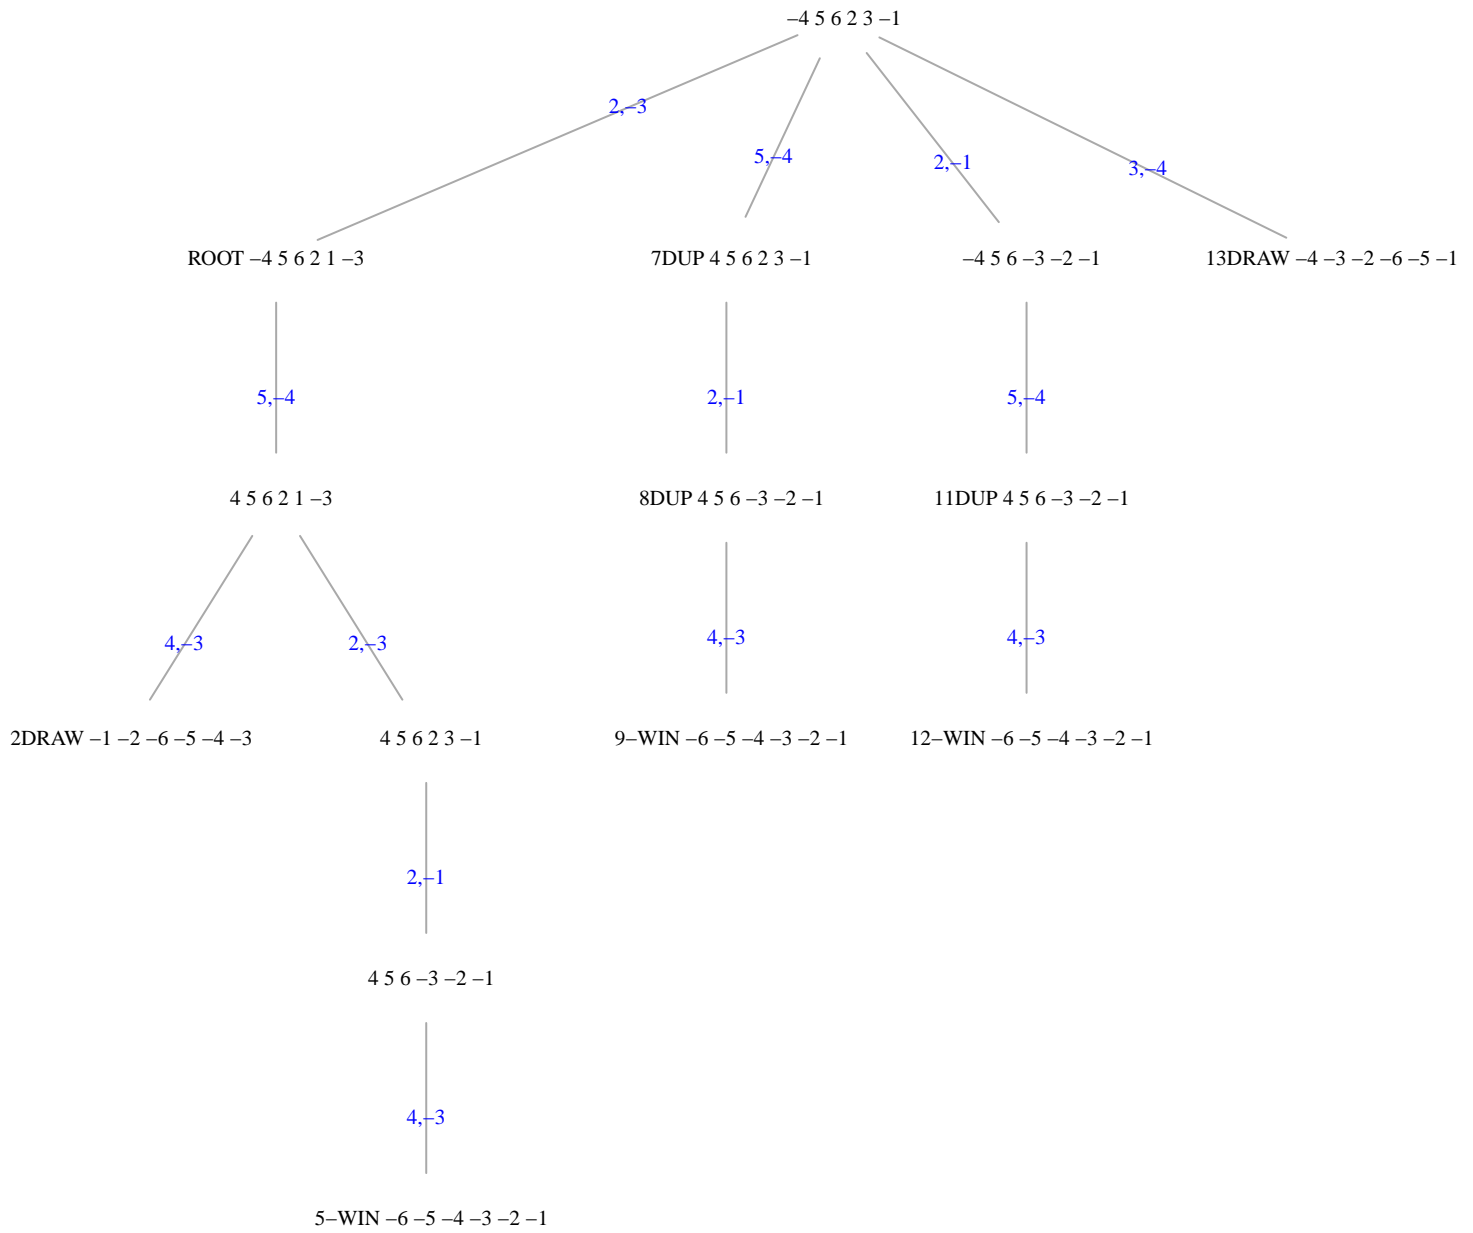 –4 5 6 2 3 –1
2,–3
5,–4
2,–1
3,–4
ROOT –4 5 6 2 1 –3
7DUP 4 5 6 2 3 –1
–4 5 6 –3 –2 –1
13DRAW –4 –3 –2 –6 –5 –1
5,–4
2,–1
5,–4
4 5 6 2 1 –3
8DUP 4 5 6 –3 –2 –1
11DUP 4 5 6 –3 –2 –1
4,–3
2,–3
4,–3
4,–3
2DRAW –1 –2 –6 –5 –4 –3
4 5 6 2 3 –1
9–WIN –6 –5 –4 –3 –2 –1
12–WIN –6 –5 –4 –3 –2 –1
2,–1
4 5 6 –3 –2 –1
4,–3
5–WIN –6 –5 –4 –3 –2 –1